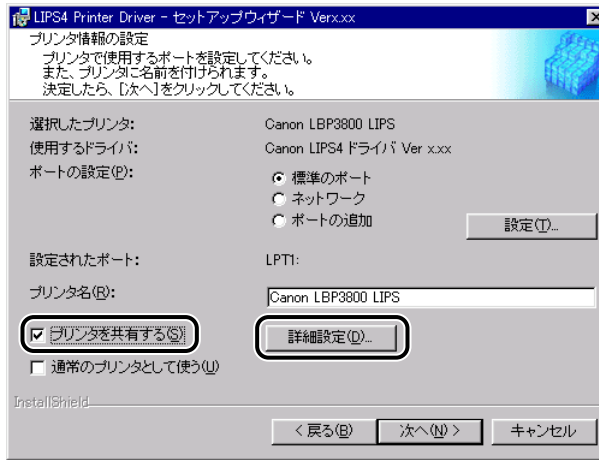 LIPS4 Printer Driver - セットアップウィザード Verx.xx
プリンタ情報の設定
プリンタで使用するポートを設定してください。
また、プリンタに名前を付けられます。
決定したら、[次へ]をクリックしてください。
選択したプリンタ: Canon LBP3800 LIPS
使用するドライバ: Canon LIPS4 ドライバ Ver x.xx
ポートの設定(P): 標準のポート
ネットワーク
ポートの追加 設定(T)...
設定されたポート: LPT1:
プリンタ名(R): Canon LBP3800 LIPS
プリンタを共有する(S) 詳細設定(D)...
通常のプリンタとして使う(U)
InstallShield
< 戻る(B) 次へ(N) > キャンセル